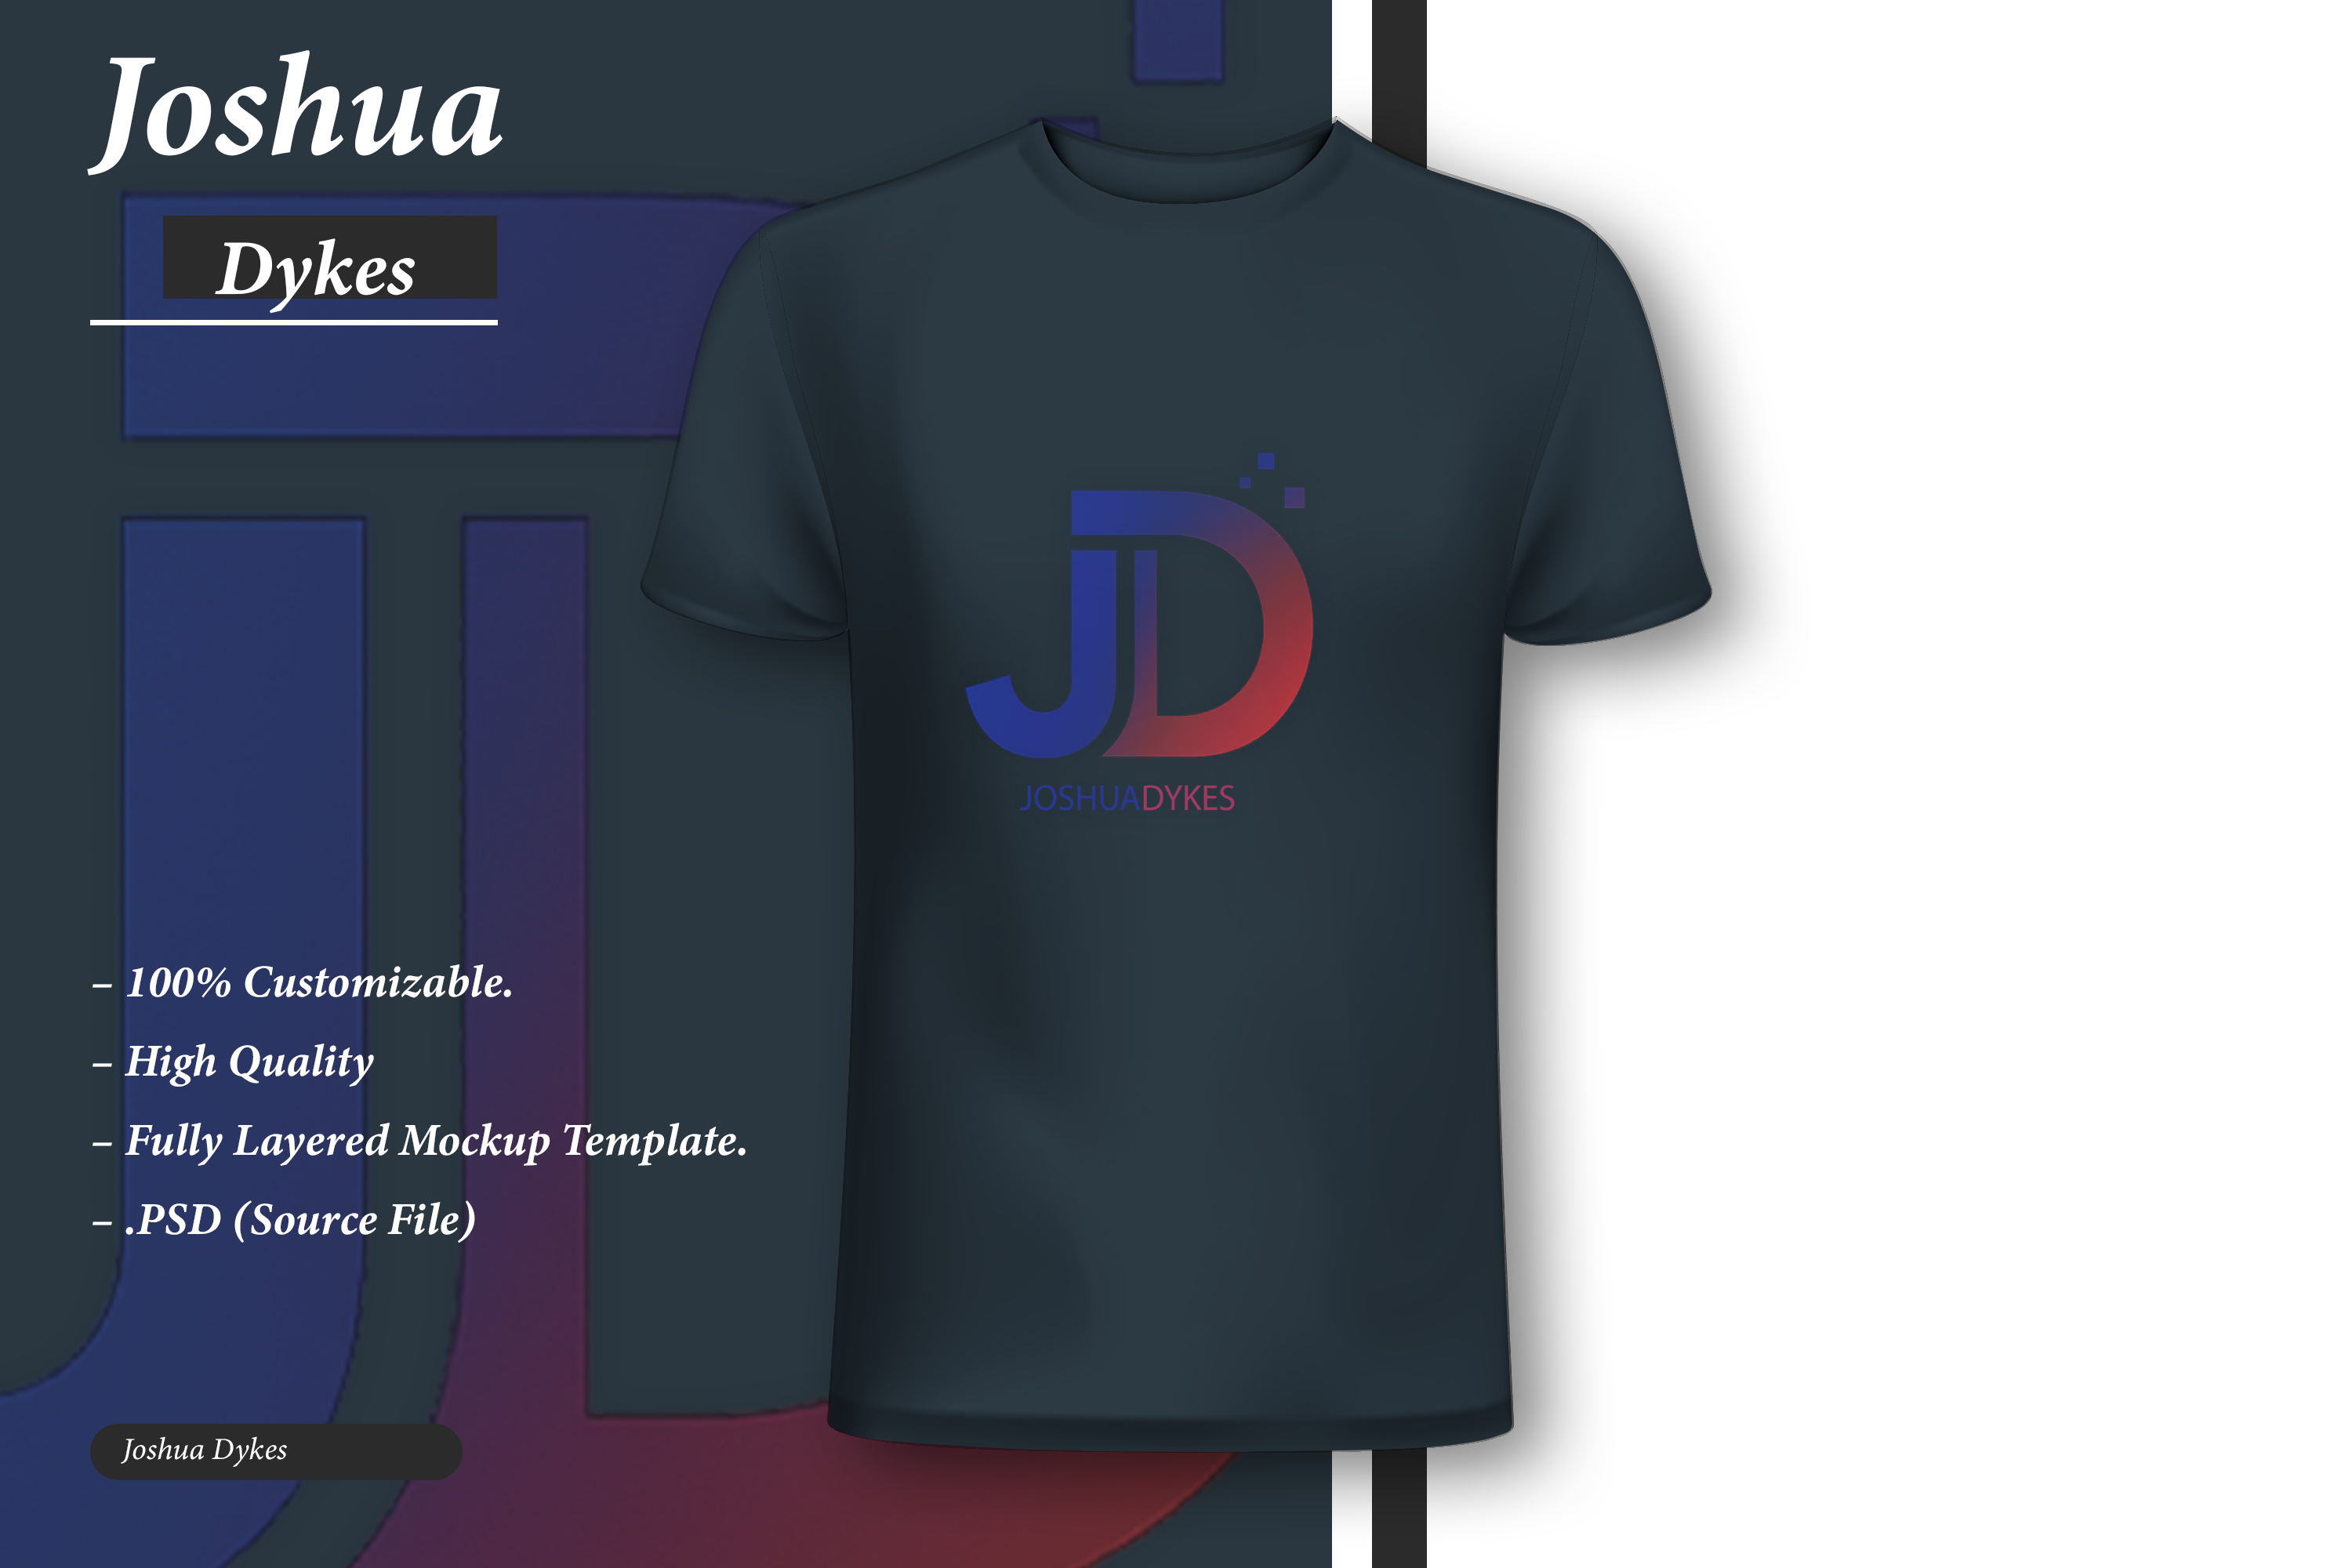 Joshua
Dykes
– 100% Customizable.
– High Quality
– Fully Layered Mockup Template.
– .PSD (Source File)
Joshua Dykes
JD
JOSHUADYKES